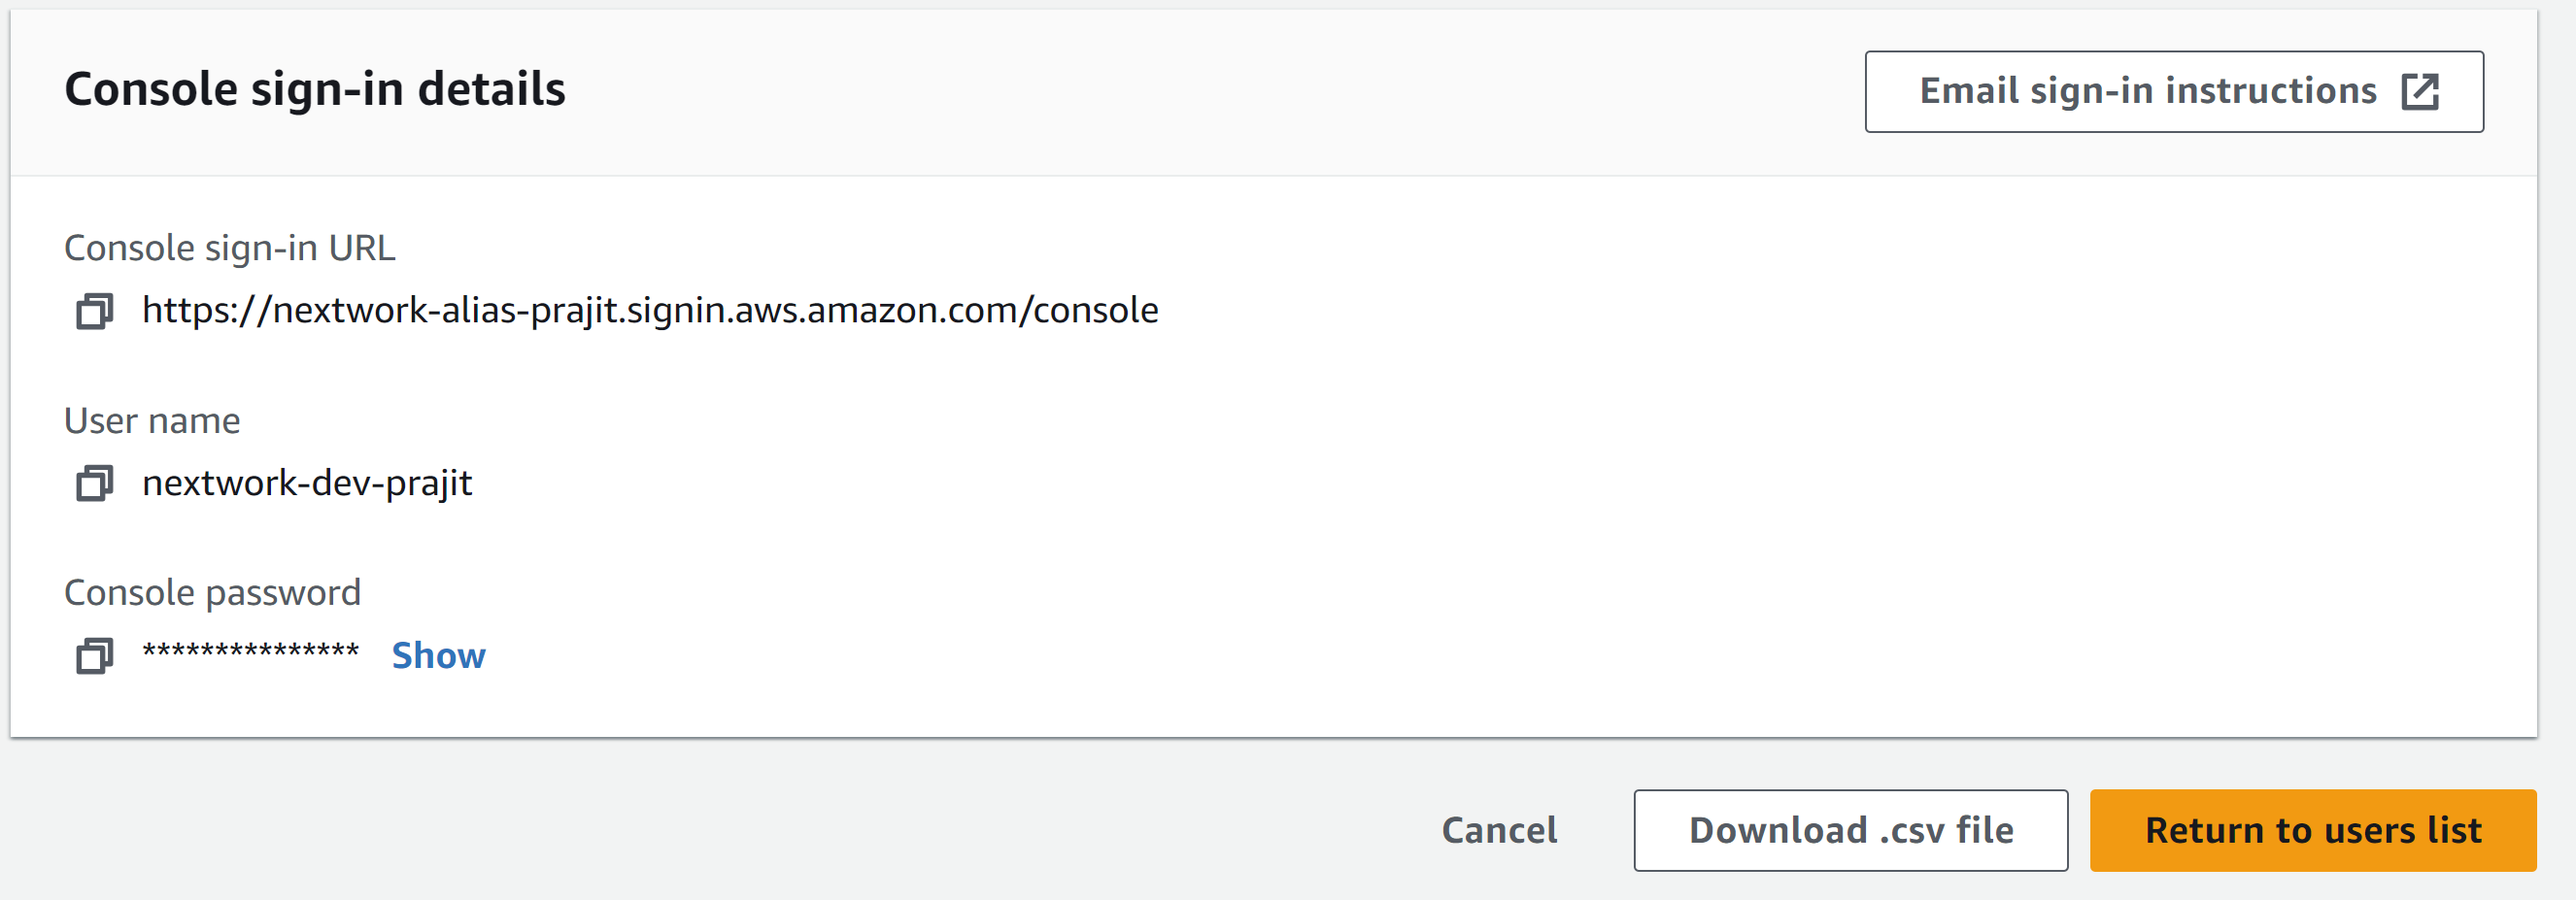 Console sign-in details
Email sign-in instructions
Console sign-in URL
https://nextwork-alias-prajit.signin.aws.amazon.com/console
User name
nextwork-dev-prajit
Console password
*************** Show
Cancel
Download .csv file
Return to users list